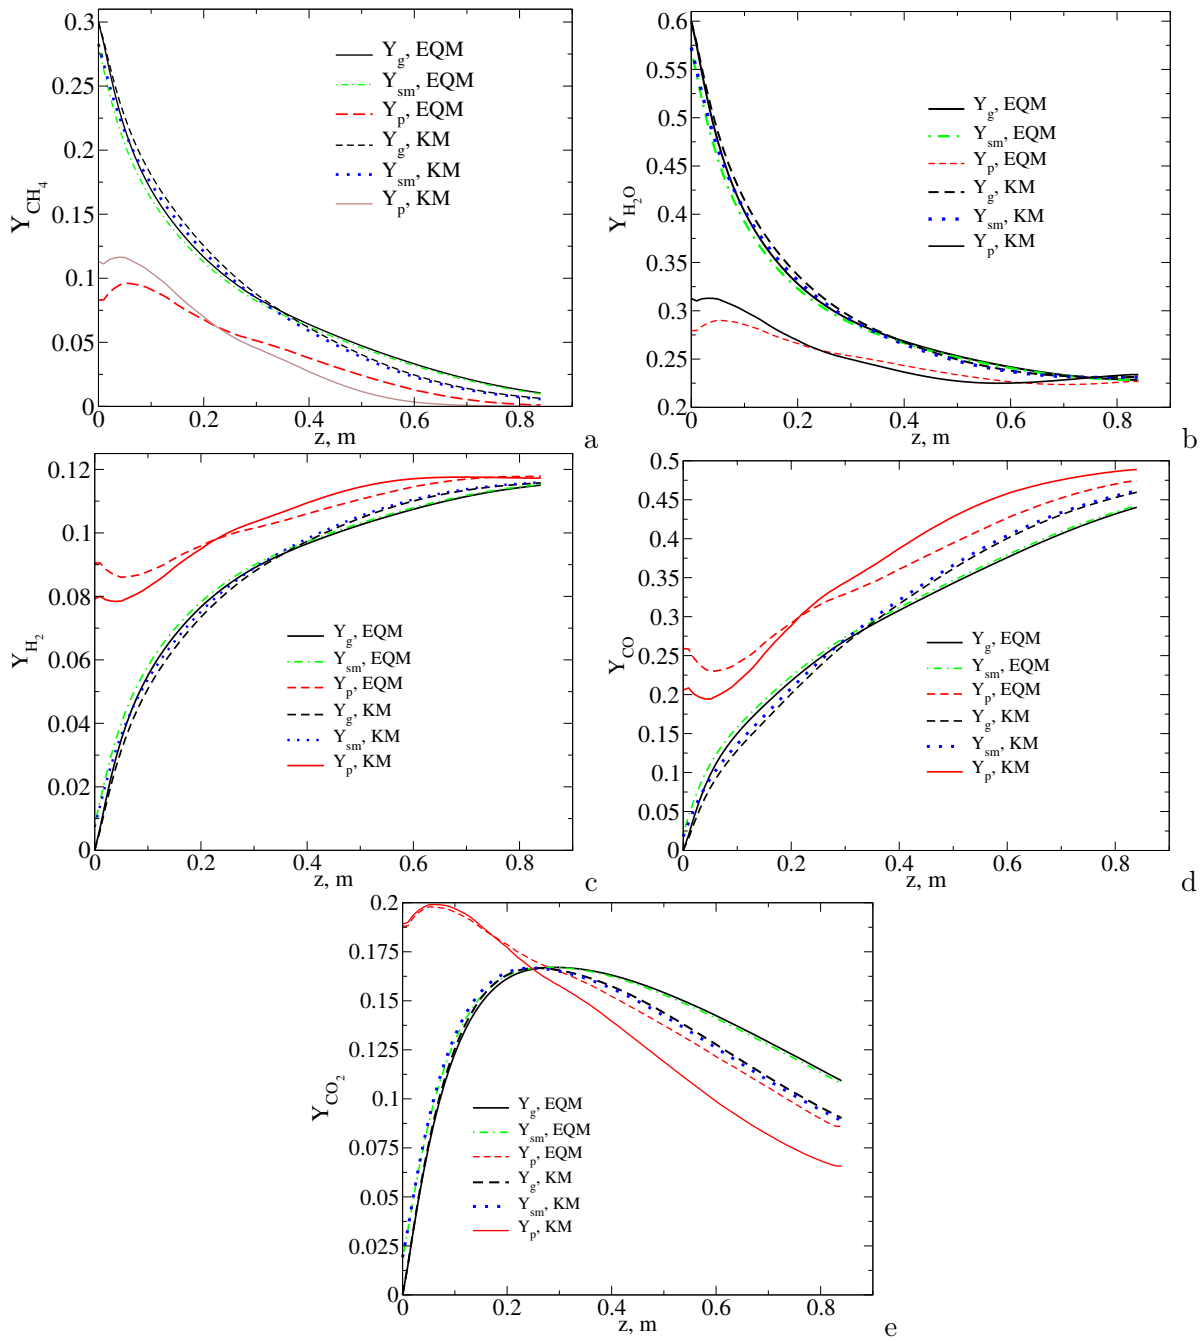 0.3
0.25
0.2
0.15
0.1
0.05
0
Y_CH4
Y_g, EQM
Y_sm, EQM
Y_p, EQM
Y_g, KM
Y_sm, KM
Y_p, KM
0 0.2 0.4 0.6 0.8
z, m
a
0.6
0.55
0.5
0.45
0.4
0.35
0.3
0.25
0.2
Y_H2O
Y_g, EQM
Y_sm, EQM
Y_p, EQM
Y_g, KM
Y_sm, KM
Y_p, KM
0 0.2 0.4 0.6 0.8
z, m
b
0.12
0.1
0.08
0.06
0.04
0.02
0
Y_H2
Y_g, EQM
Y_sm, EQM
Y_p, EQM
Y_g, KM
Y_sm, KM
Y_p, KM
0 0.2 0.4 0.6 0.8
z, m
c
0.5
0.45
0.4
0.35
0.3
0.25
0.2
0.15
0.1
0.05
0
Y_CO
Y_g, EQM
Y_sm, EQM
Y_p, EQM
Y_g, KM
Y_sm, KM
Y_p, KM
0 0.2 0.4 0.6 0.8
z, m
d
0.2
0.175
0.15
0.125
0.1
0.075
0.05
0.025
0
Y_CO2
Y_g, EQM
Y_sm, EQM
Y_p, EQM
Y_g, KM
Y_sm, KM
Y_p, KM
0 0.2 0.4 0.6 0.8
z, m
e